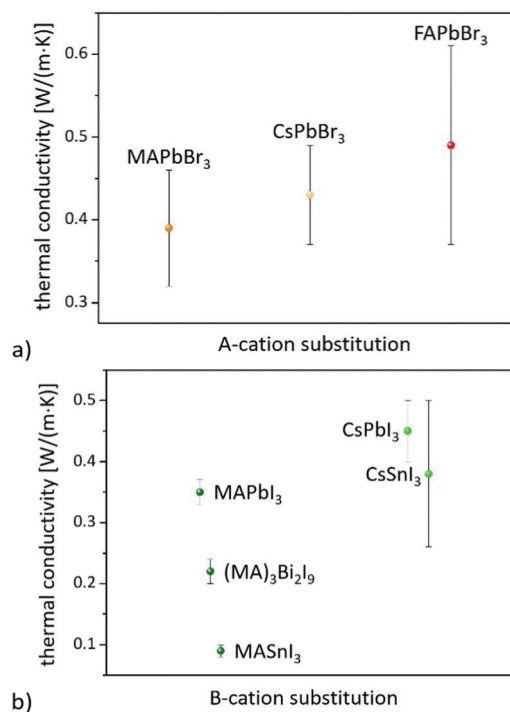 thermal conductivity [W/(m·K)]
0.6
0.5
0.4
0.3
FAPbBr₃
CsPbBr₃
MAPbBr₃
a)
A-cation substitution
thermal conductivity [W/(m·K)]
0.5
0.4
0.3
0.2
0.1
CsPbI₃
CsSnI₃
MAPbI₃
(MA)₃Bi₂I₉
MASnI₃
b)
B-cation substitution